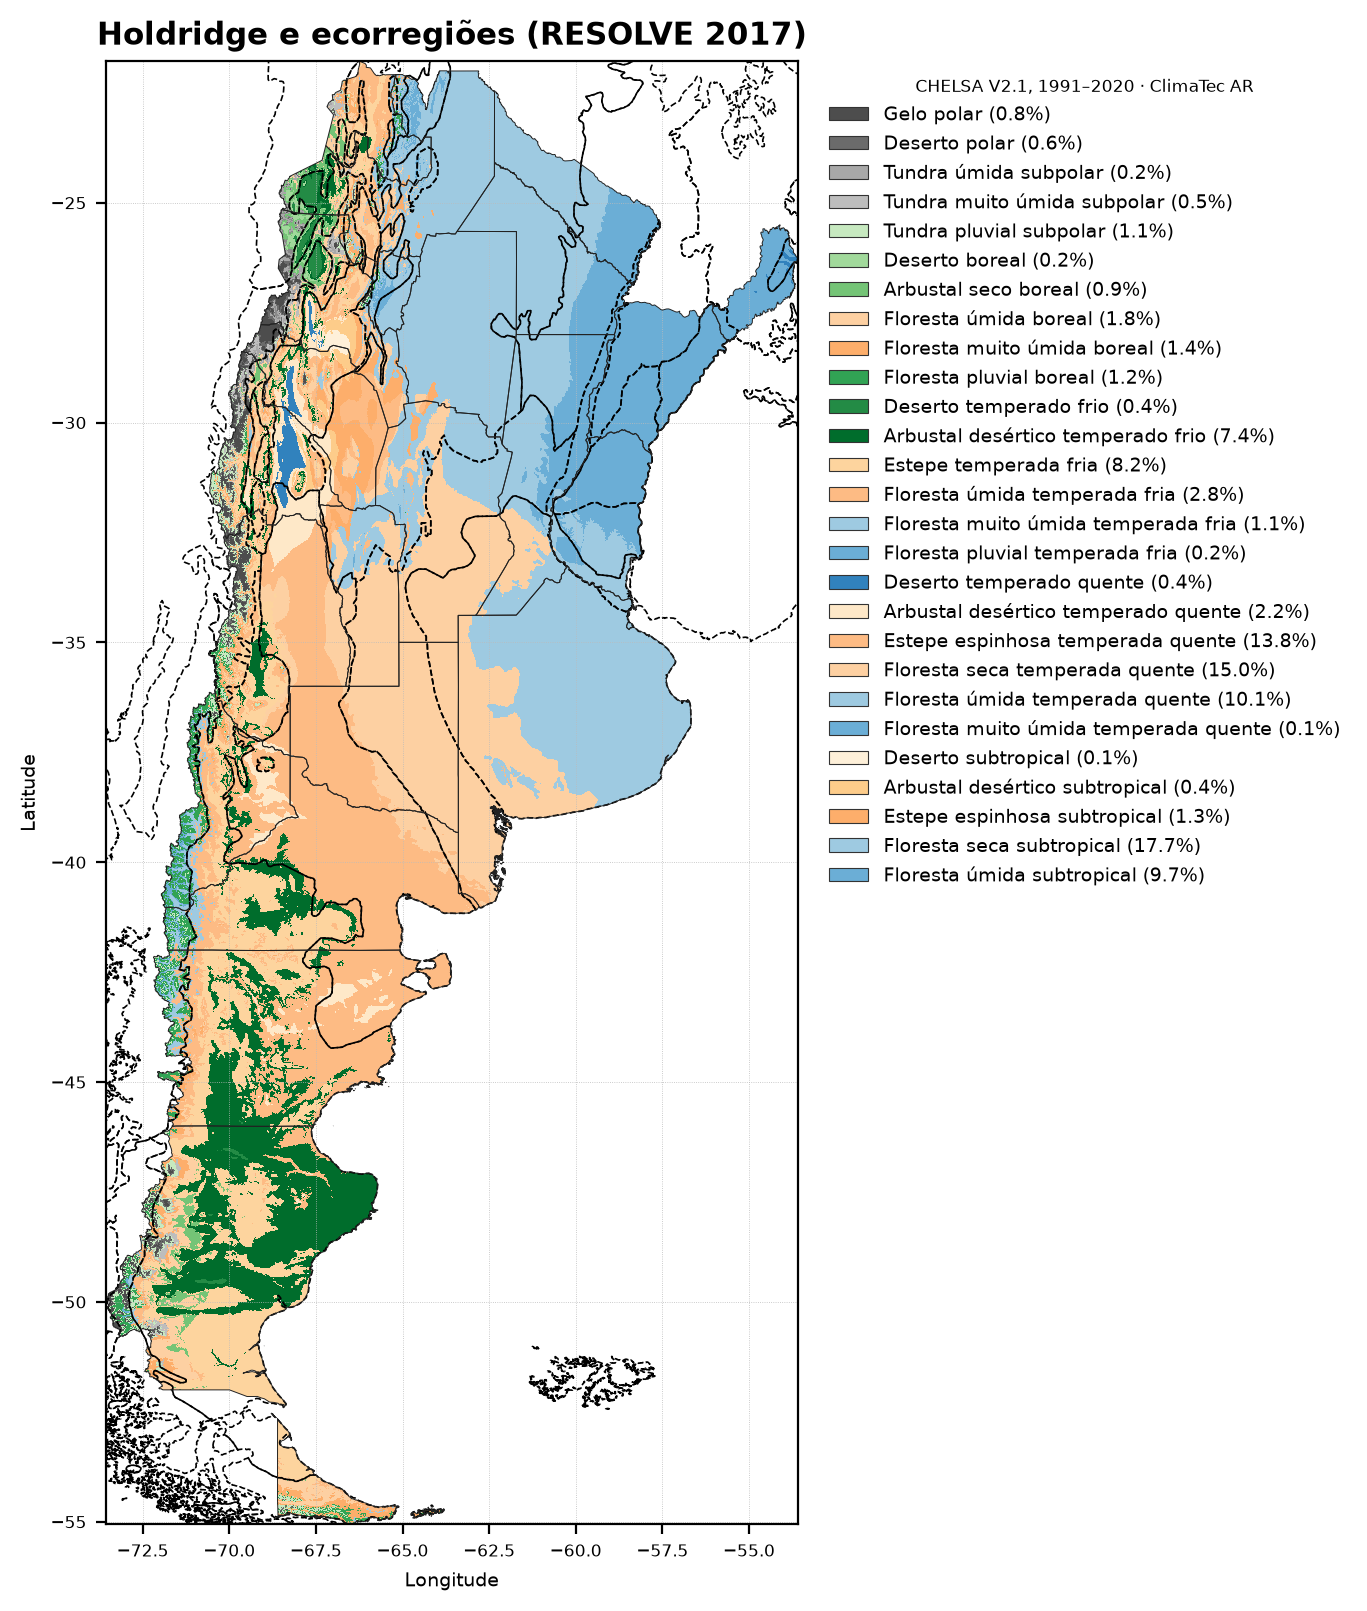 Holdridge e ecorregiões (RESOLVE 2017)
CHELSA V2.1, 1991–2020 · ClimaTec AR
Gelo polar (0.8%)
Deserto polar (0.6%)
Tundra úmida subpolar (0.2%)
Tundra muito úmida subpolar (0.5%)
Tundra pluvial subpolar (1.1%)
Deserto boreal (0.2%)
Arbustal seco boreal (0.9%)
Floresta úmida boreal (1.8%)
Floresta muito úmida boreal (1.4%)
Floresta pluvial boreal (1.2%)
Deserto temperado frio (0.4%)
Arbustal desértico temperado frio (7.4%)
Estepe temperada fria (8.2%)
Floresta úmida temperada fria (2.8%)
Floresta muito úmida temperada fria (1.1%)
Floresta pluvial temperada fria (0.2%)
Deserto temperado quente (0.4%)
Arbustal desértico temperado quente (2.2%)
Estepe espinhosa temperada quente (13.8%)
Floresta seca temperada quente (15.0%)
Floresta úmida temperada quente (10.1%)
Floresta muito úmida temperada quente (0.1%)
Deserto subtropical (0.1%)
Arbustal desértico subtropical (0.4%)
Estepe espinhosa subtropical (1.3%)
Floresta seca subtropical (17.7%)
Floresta úmida subtropical (9.7%)
Latitude
−25
−30
−35
−40
−45
−50
−55
−72.5
−70.0
−67.5
−65.0
−62.5
−60.0
−57.5
−55.0
Longitude